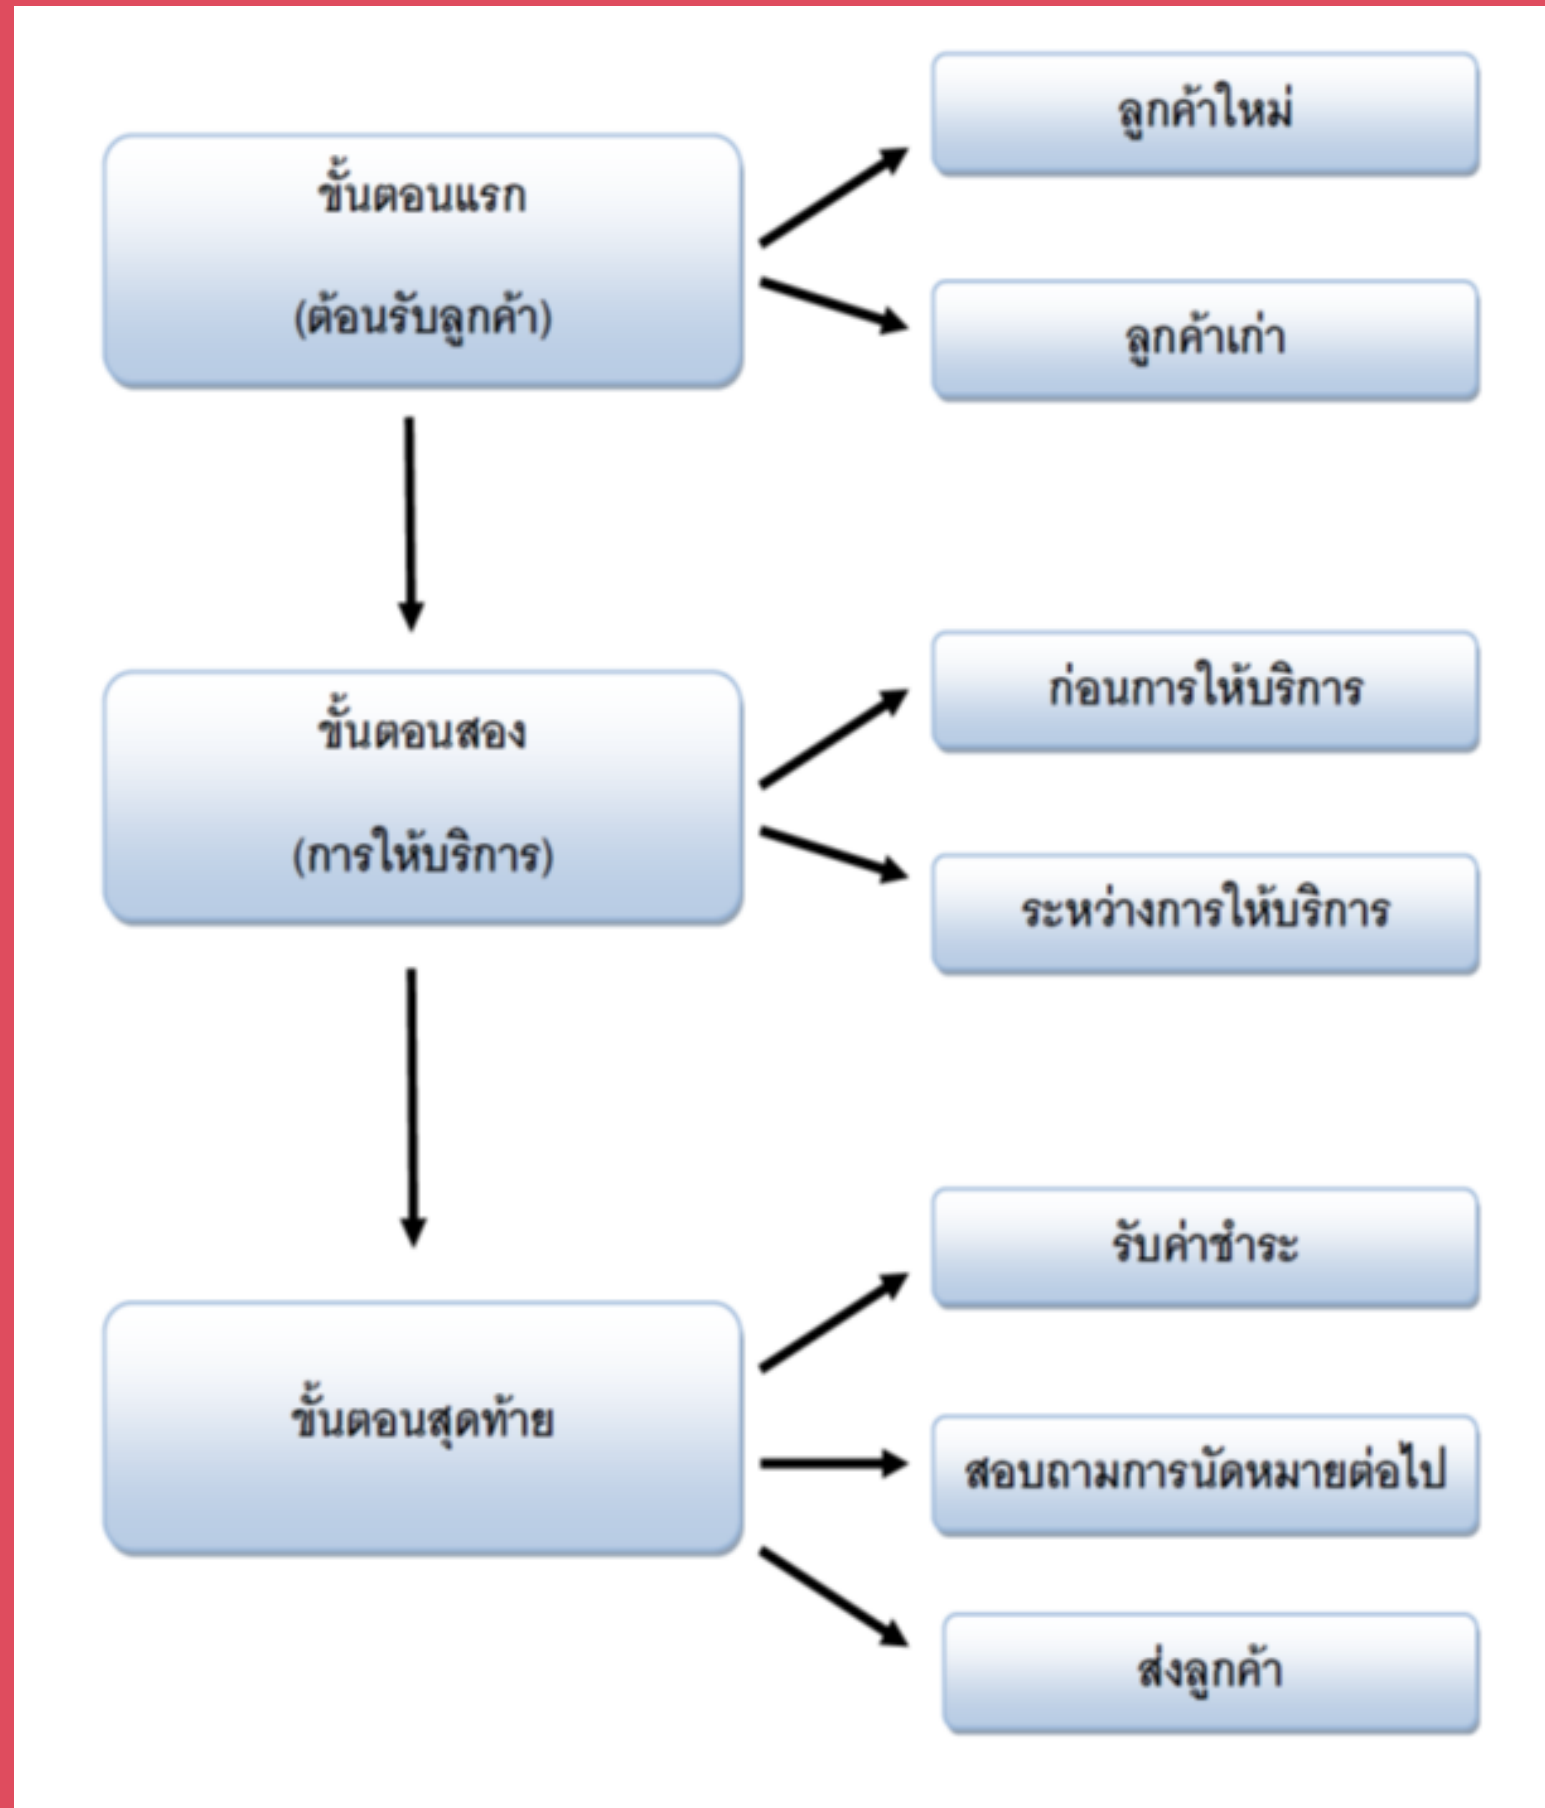 ขั้นตอนแรก
(ต้อนรับลูกค้า)
ลูกค้าใหม่
ลูกค้าเก่า
ขั้นตอนสอง
(การให้บริการ)
ก่อนการให้บริการ
ระหว่างการให้บริการ
ขั้นตอนสุดท้าย
รับค่าชำระ
สอบถามการนัดหมายต่อไป
ส่งลูกค้า